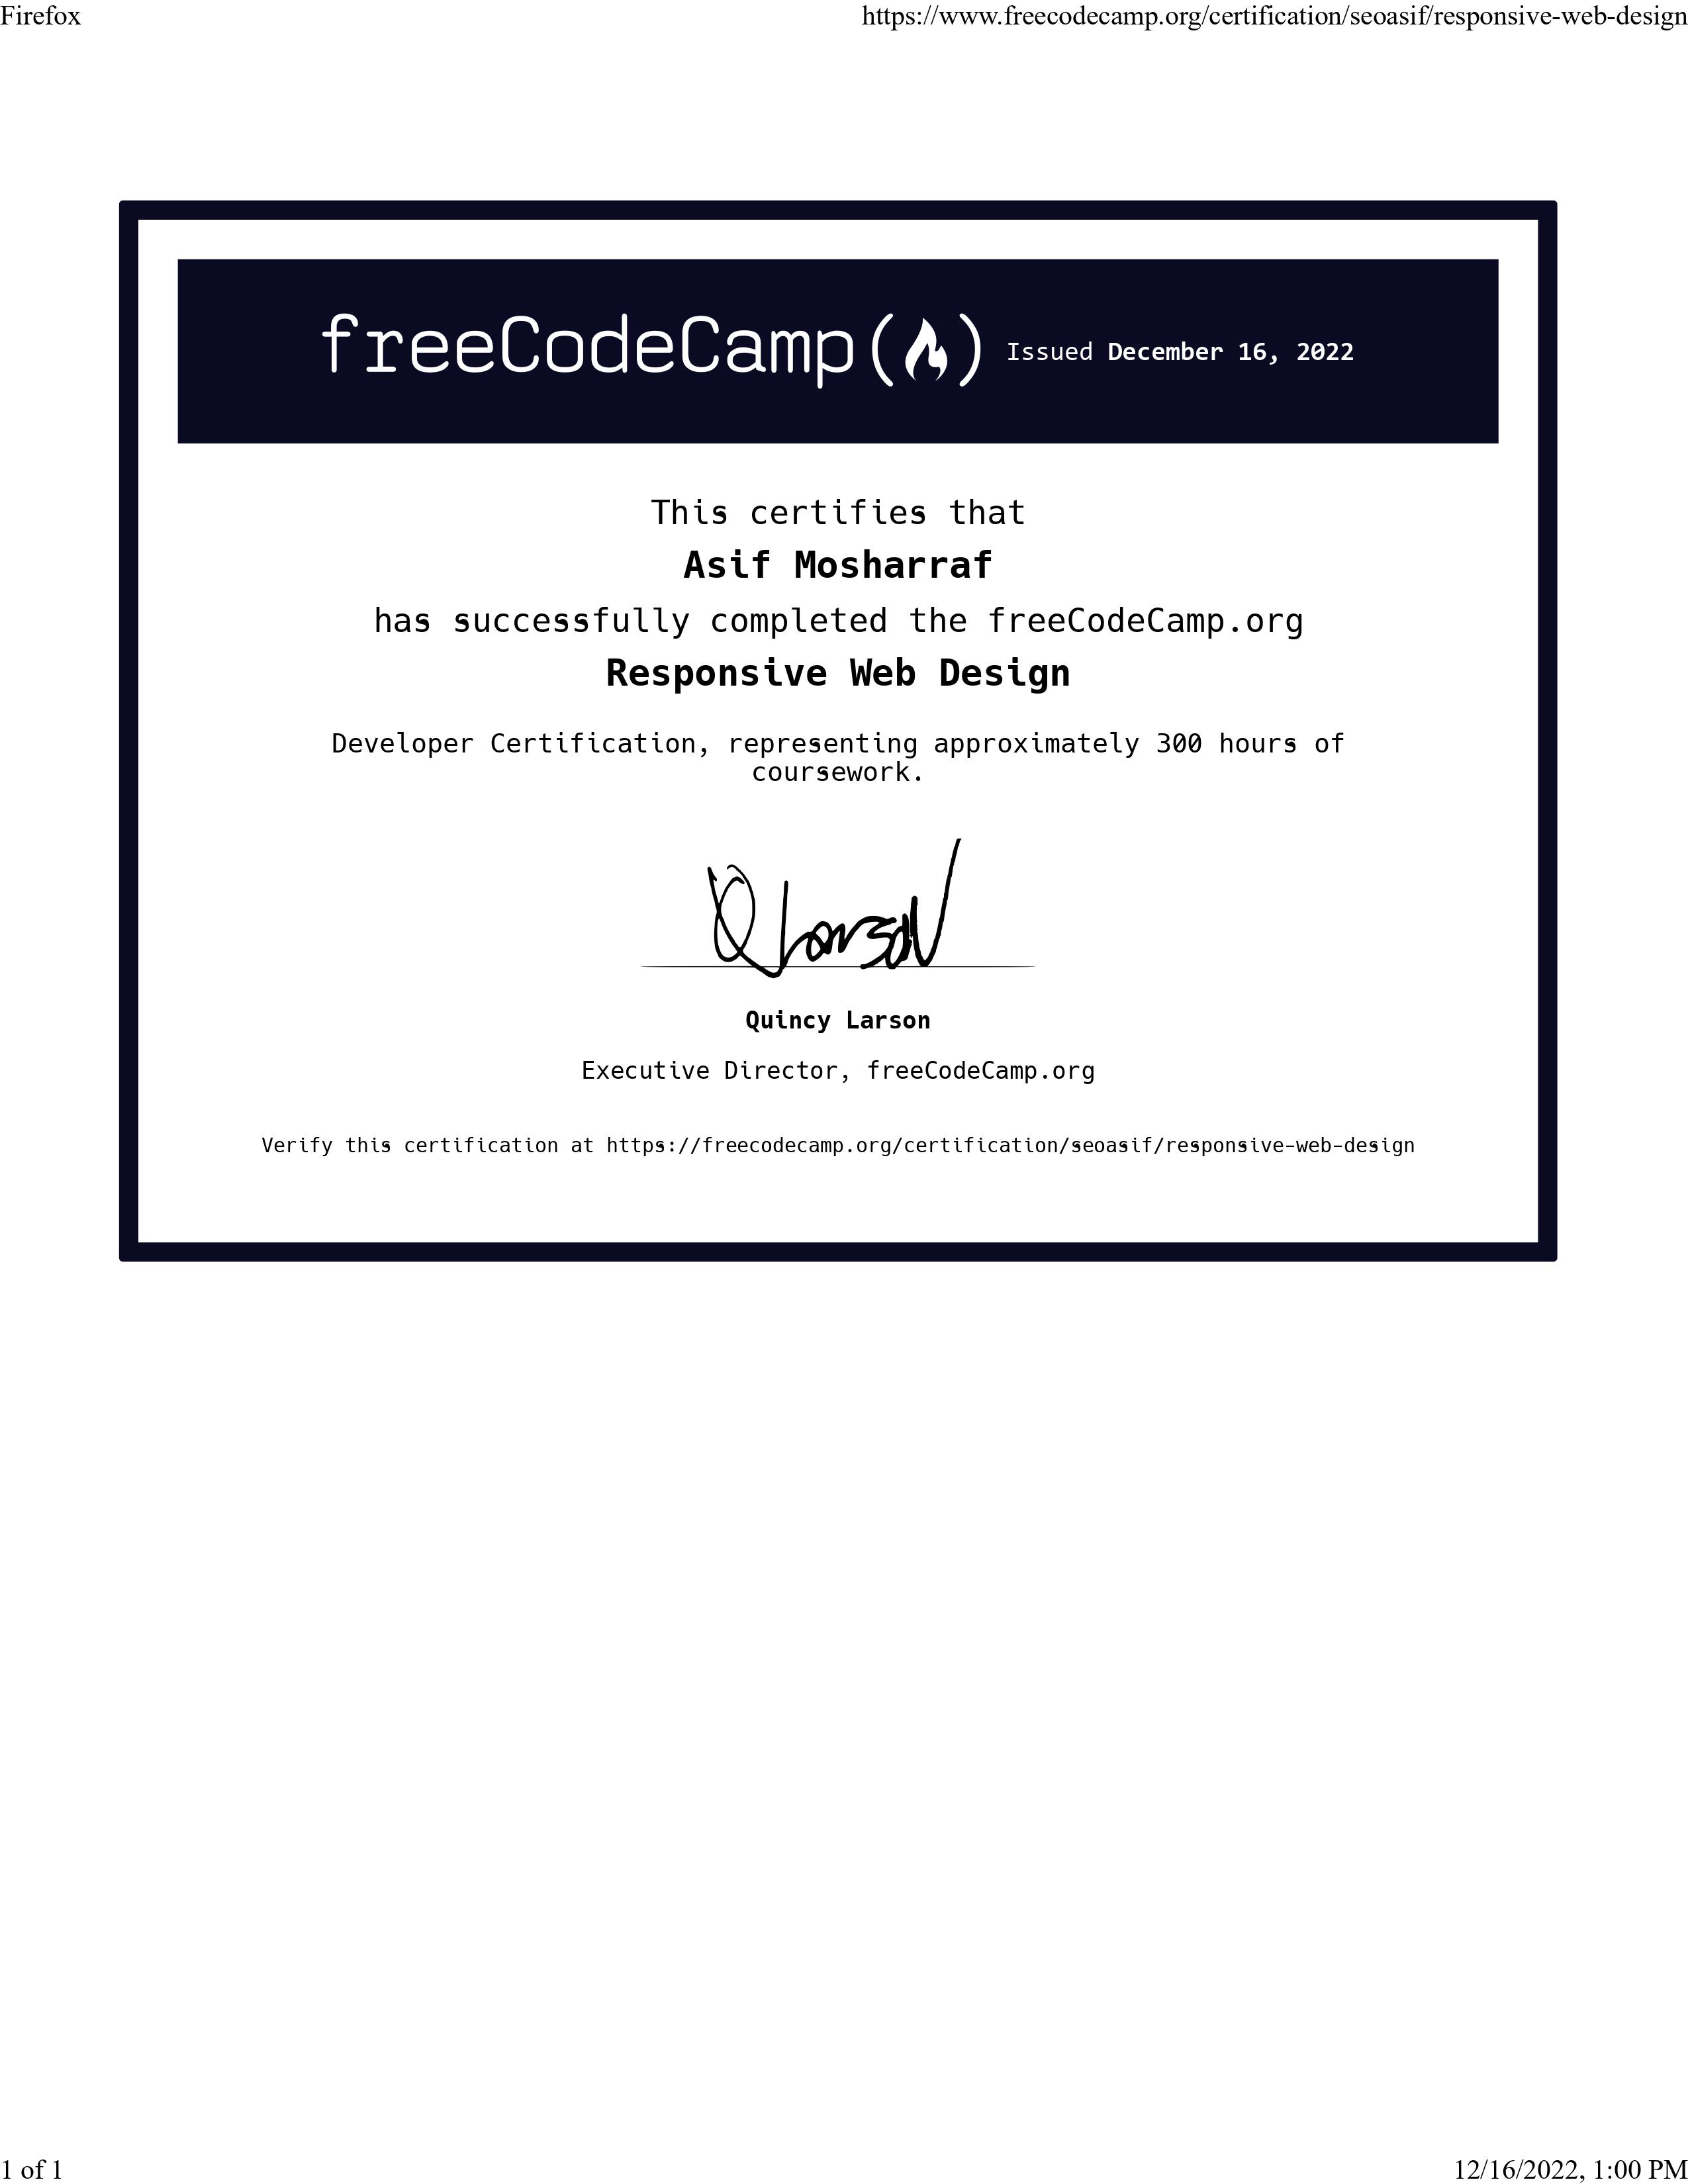 Firefox https://www.freecodecamp.org/certification/seoasif/responsive-web-design
freeCodeCamp Issued December 16, 2022
This certifies that
Asif Mosharraf
has successfully completed the freeCodeCamp.org
Responsive Web Design
Developer Certification, representing approximately 300 hours of
coursework.
Q Larson
Quincy Larson
Executive Director, freeCodeCamp.org
Verify this certification at https://freecodecamp.org/certification/seoasif/responsive-web-design
1 of 1 12/16/2022, 1:00 PM